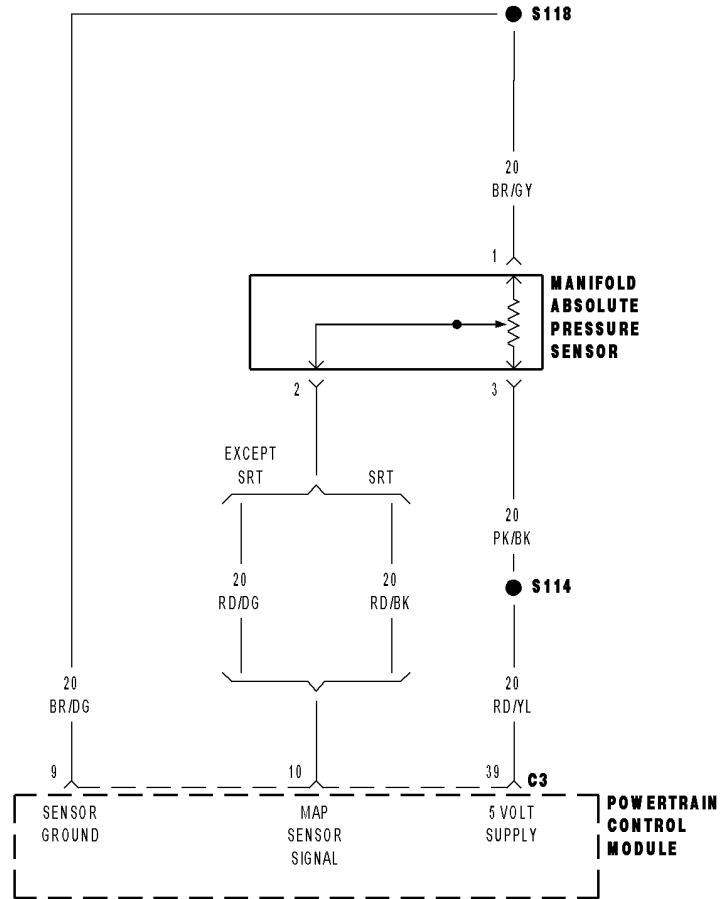 S118
20
BR/GY
1
MANIFOLD
ABSOLUTE
PRESSURE
SENSOR
2
3
EXCEPT
SRT
SRT
20
PK/BK
20
RD/DG
20
RD/BK
S114
20
BR/DG
20
RD/YL
9
10
39
C3
SENSOR
GROUND
MAP
SENSOR
SIGNAL
5 VOLT
SUPPLY
POWERTRAIN
CONTROL
MODULE